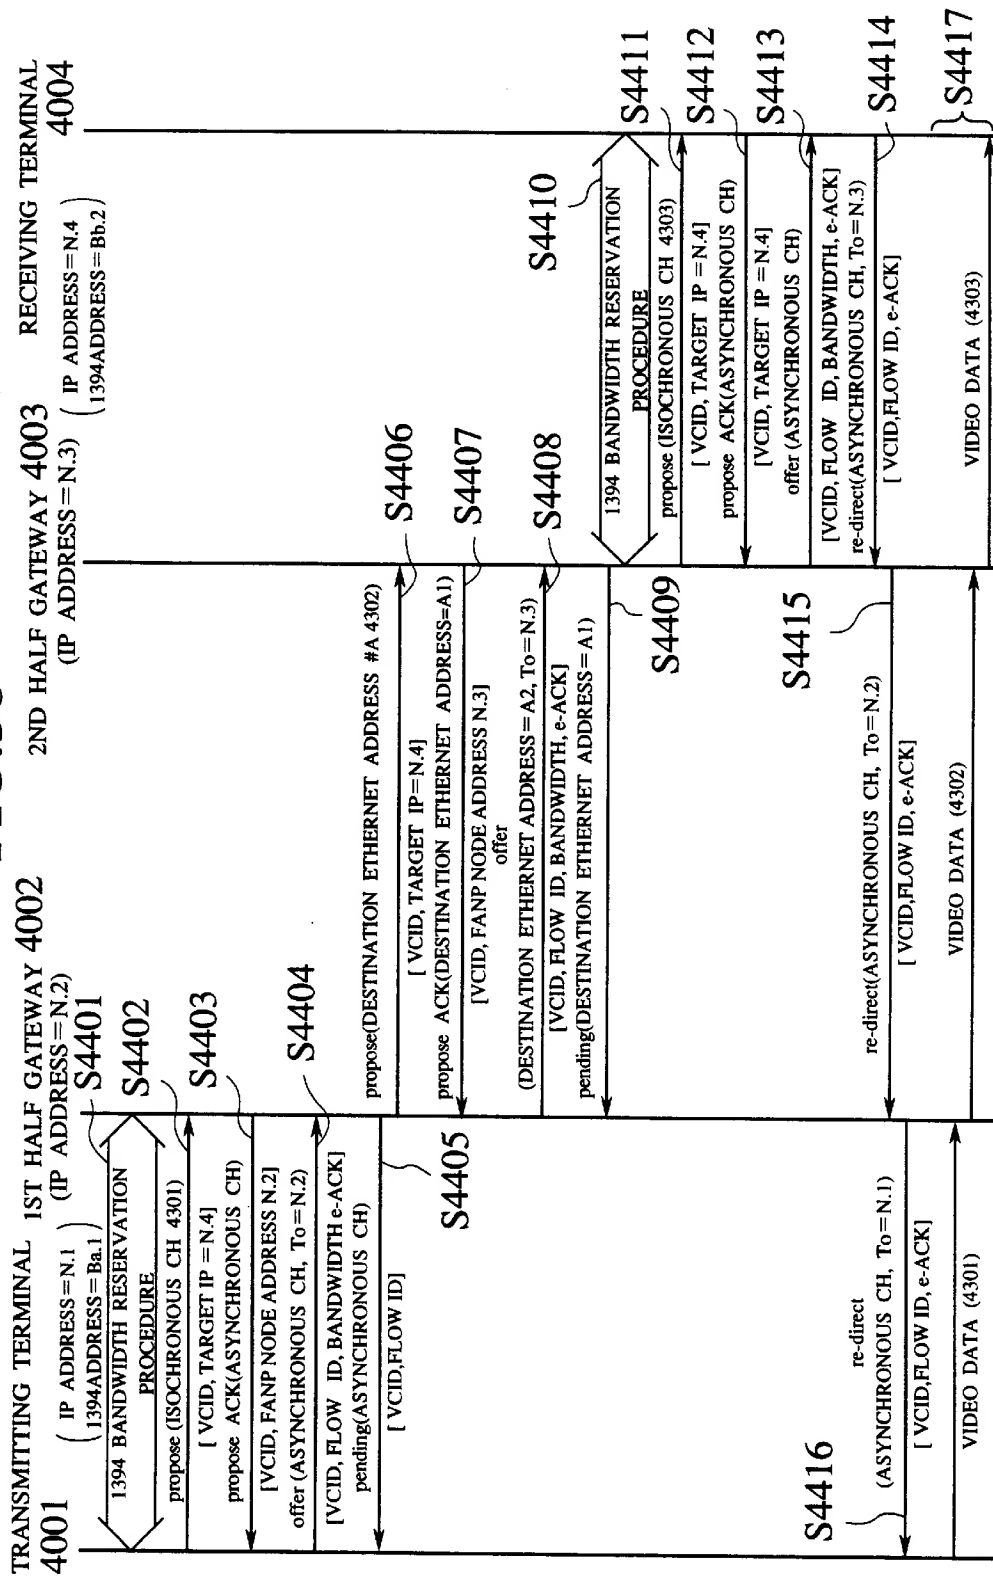 TRANSMITTING TERMINAL
4001
( IP ADDRESS=N.1
1394ADDRESS=Ba.1 )
1ST HALF GATEWAY 4002
(IP ADDRESS=N.2)
2ND HALF GATEWAY 4003
(IP ADDRESS=N.3)
RECEIVING TERMINAL
4004
( IP ADDRESS=N.4
1394ADDRESS=Bb.2 )
S4401
1394 BANDWIDTH RESERVATION
PROCEDURE
S4402
propose (ISOCHRONOUS CH 4301)
[ VCID, TARGET IP =N.4]
S4403
propose ACK(ASYNCHRONOUS CH)
[VCID, FANP NODE ADDRESS N.2]
S4404
offer (ASYNCHRONOUS CH, To=N.2)
[VCID, FLOW ID, BANDWIDTH e-ACK]
pending(ASYNCHRONOUS CH)
[ VCID,FLOW ID]
S4405
propose(DESTINATION ETHERNET ADDRESS #A 4302)
S4406
[ VCID, TARGET IP=N.4]
propose ACK(DESTINATION ETHERNET ADDRESS=A1)
S4407
[VCID, FANP NODE ADDRESS N.3]
offer
(DESTINATION ETHERNET ADDRESS=A2, To=N.3)
S4408
[VCID, FLOW ID, BANDWIDTH, e-ACK]
pending(DESTINATION ETHERNET ADDRESS=A1)
S4409
S4410
1394 BANDWIDTH RESERVATION
PROCEDURE
propose (ISOCHRONOUS CH 4303)
S4411
[ VCID, TARGET IP =N.4]
propose ACK(ASYNCHRONOUS CH)
S4412
[VCID, TARGET IP =N.4]
offer (ASYNCHRONOUS CH)
S4413
[VCID, FLOW ID, BANDWIDTH, e-ACK]
re-direct(ASYNCHRONOUS CH, To=N.3)
S4414
[ VCID,FLOW ID, e-ACK]
S4415
re-direct(ASYNCHRONOUS CH, To=N.2)
[ VCID,FLOW ID, e-ACK]
re-direct
(ASYNCHRONOUS CH, To=N.1)
S4416
[ VCID,FLOW ID, e-ACK]
VIDEO DATA (4301)
VIDEO DATA (4302)
VIDEO DATA (4303)
S4417